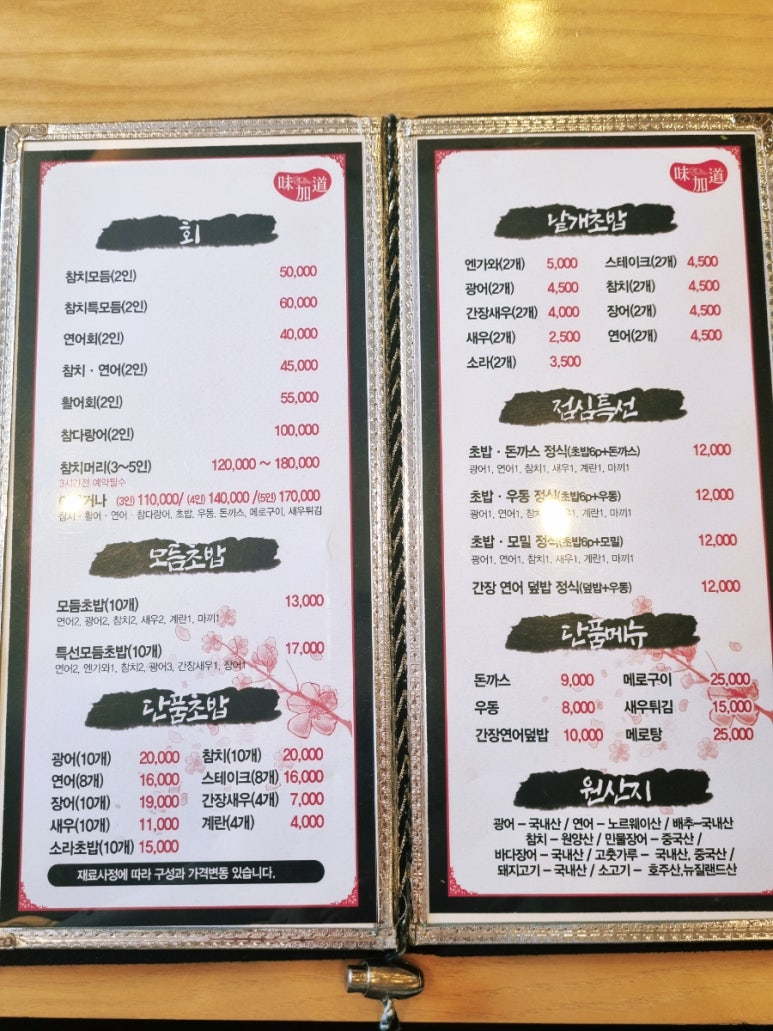 味加道
회
참치모듬(2인) 50,000
참치특모듬(2인) 60,000
연어회(2인) 40,000
참치 · 연어(2인) 45,000
활어회(2인) 55,000
참다랑어(2인) 100,000
참치머리(3~5인) 120,000 ~ 180,000
3시간전 예약필수
(3인) 110,000/ (4인) 140,000 /(5인) 170,000
참치 · 활어 · 연어 · 참다랑어, 초밥, 우동, 돈까스, 메로구이, 새우튀김
모듬초밥
모듬초밥(10개) 13,000
연어2, 광어2, 참치2, 새우2, 계란1, 마끼1
특선모듬초밥(10개) 17,000
연어2, 엔가와1, 참치2, 광어3, 간장새우1, 장어1
단품초밥
광어(10개) 20,000 참치(10개) 20,000
연어(8개) 16,000 스테이크(8개) 16,000
장어(10개) 19,000 간장새우(4개) 7,000
새우(10개) 11,000 계란(4개) 4,000
소라초밥(10개) 15,000
재료사정에 따라 구성과 가격변동 있습니다.
味加道
낱개초밥
엔가와(2개) 5,000 스테이크(2개) 4,500
광어(2개) 4,500 참치(2개) 4,500
간장새우(2개) 4,000 장어(2개) 4,500
새우(2개) 2,500 연어(2개) 4,500
소라(2개) 3,500
점심특선
초밥 · 돈까스 정식(초밥6p+돈까스) 12,000
광어1, 연어1, 참치1, 새우1, 계란1, 마끼1
초밥 · 우동 정식(초밥6p+우동) 12,000
광어1, 연어1, 참치1, 계란1, 마끼1
초밥 · 모밀 정식(초밥6p+모밀) 12,000
광어1, 연어1, 참치1, 새우1, 계란1, 마끼1
간장 연어 덮밥 정식(덮밥+우동) 12,000
단품메뉴
돈까스 9,000 메로구이 25,000
우동 8,000 새우튀김 15,000
간장연어덮밥 10,000 메로탕 25,000
원산지
광어 – 국내산 / 연어 – 노르웨이산 / 배추–국내산
참치 – 원양산 / 민물장어 – 중국산 /
바다장어 – 국내산 / 고춧가루 – 국내산, 중국산 /
돼지고기 – 국내산 / 소고기 – 호주산,뉴질랜드산